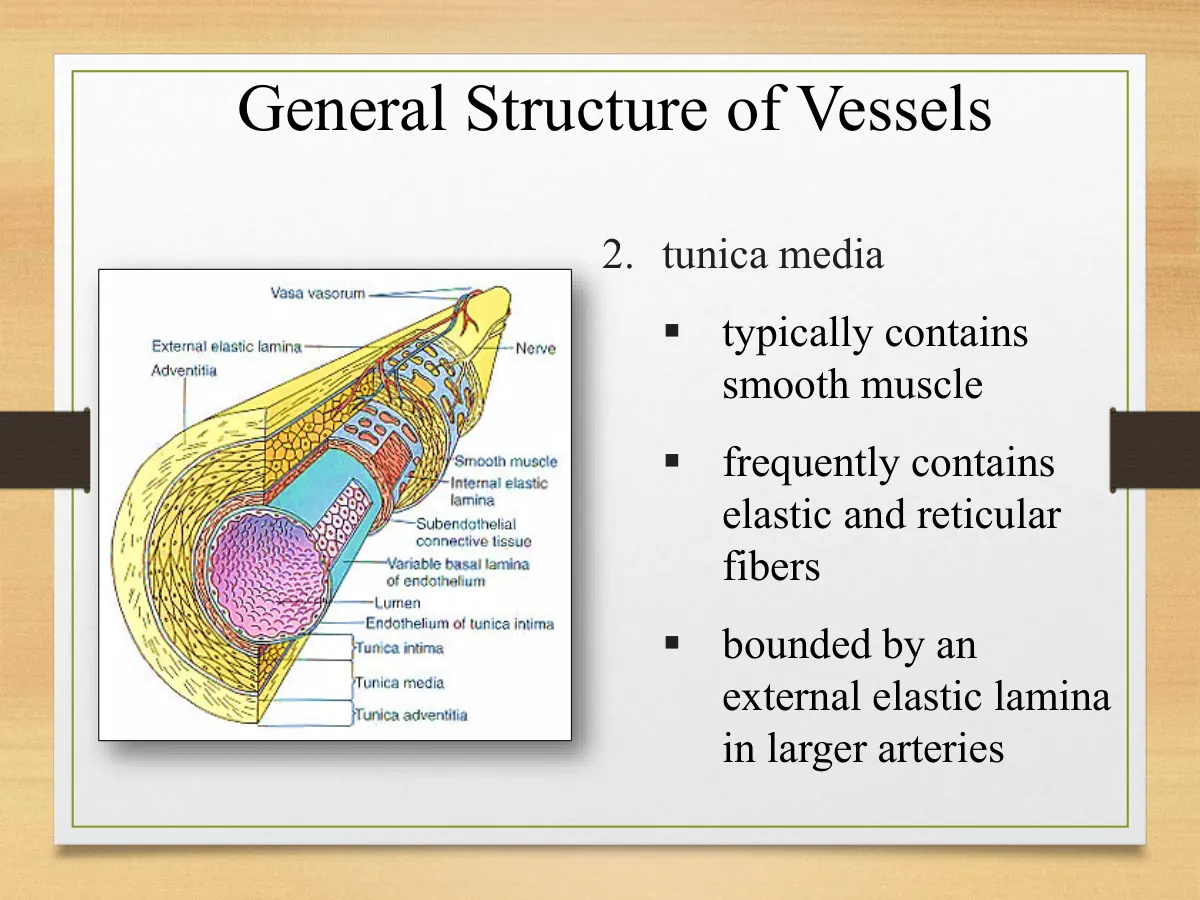 General Structure of Vessels
2. tunica media
▪ typically contains
smooth muscle
▪ frequently contains
elastic and reticular
fibers
▪ bounded by an
external elastic lamina
in larger arteries
Vasa vasorum
External elastic lamina
Nerve
Adventitia
Smooth muscle
Internal elastic
lamina
Subendothelial
connective tissue
Variable basal lamina
of endothelium
Lumen
Endothelium of tunica intima
Tunica intima
Tunica media
Tunica adventitia